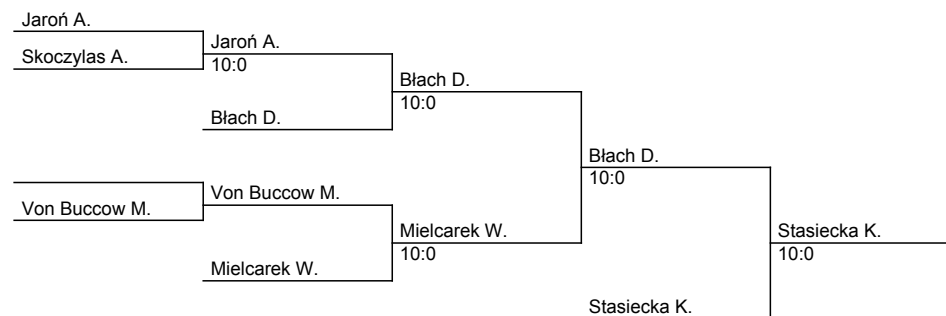 Jaroń A.
Skoczylas A.
Jaroń A.
10:0
Błach D.
Błach D.
10:0
Von Buccow M.
Von Buccow M.
Mielcarek W.
Mielcarek W.
10:0
Błach D.
10:0
Stasiecka K.
Stasiecka K.
10:0